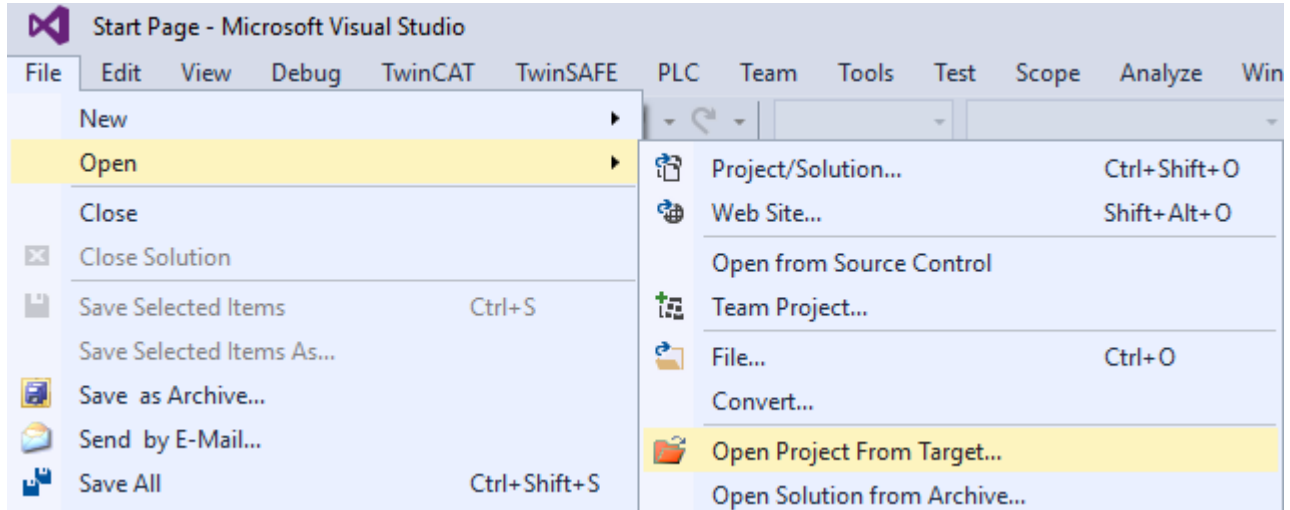 Start Page - Microsoft Visual Studio
File Edit View Debug TwinCAT TwinSAFE PLC Team Tools Test Scope Analyze Win
New
Open
Close
Close Solution
Save Selected Items Ctrl+S
Save Selected Items As...
Save as Archive...
Send by E-Mail...
Save All Ctrl+Shift+S
Project/Solution... Ctrl+Shift+O
Web Site... Shift+Alt+O
Open from Source Control
Team Project...
File... Ctrl+O
Convert...
Open Project From Target...
Open Solution from Archive...